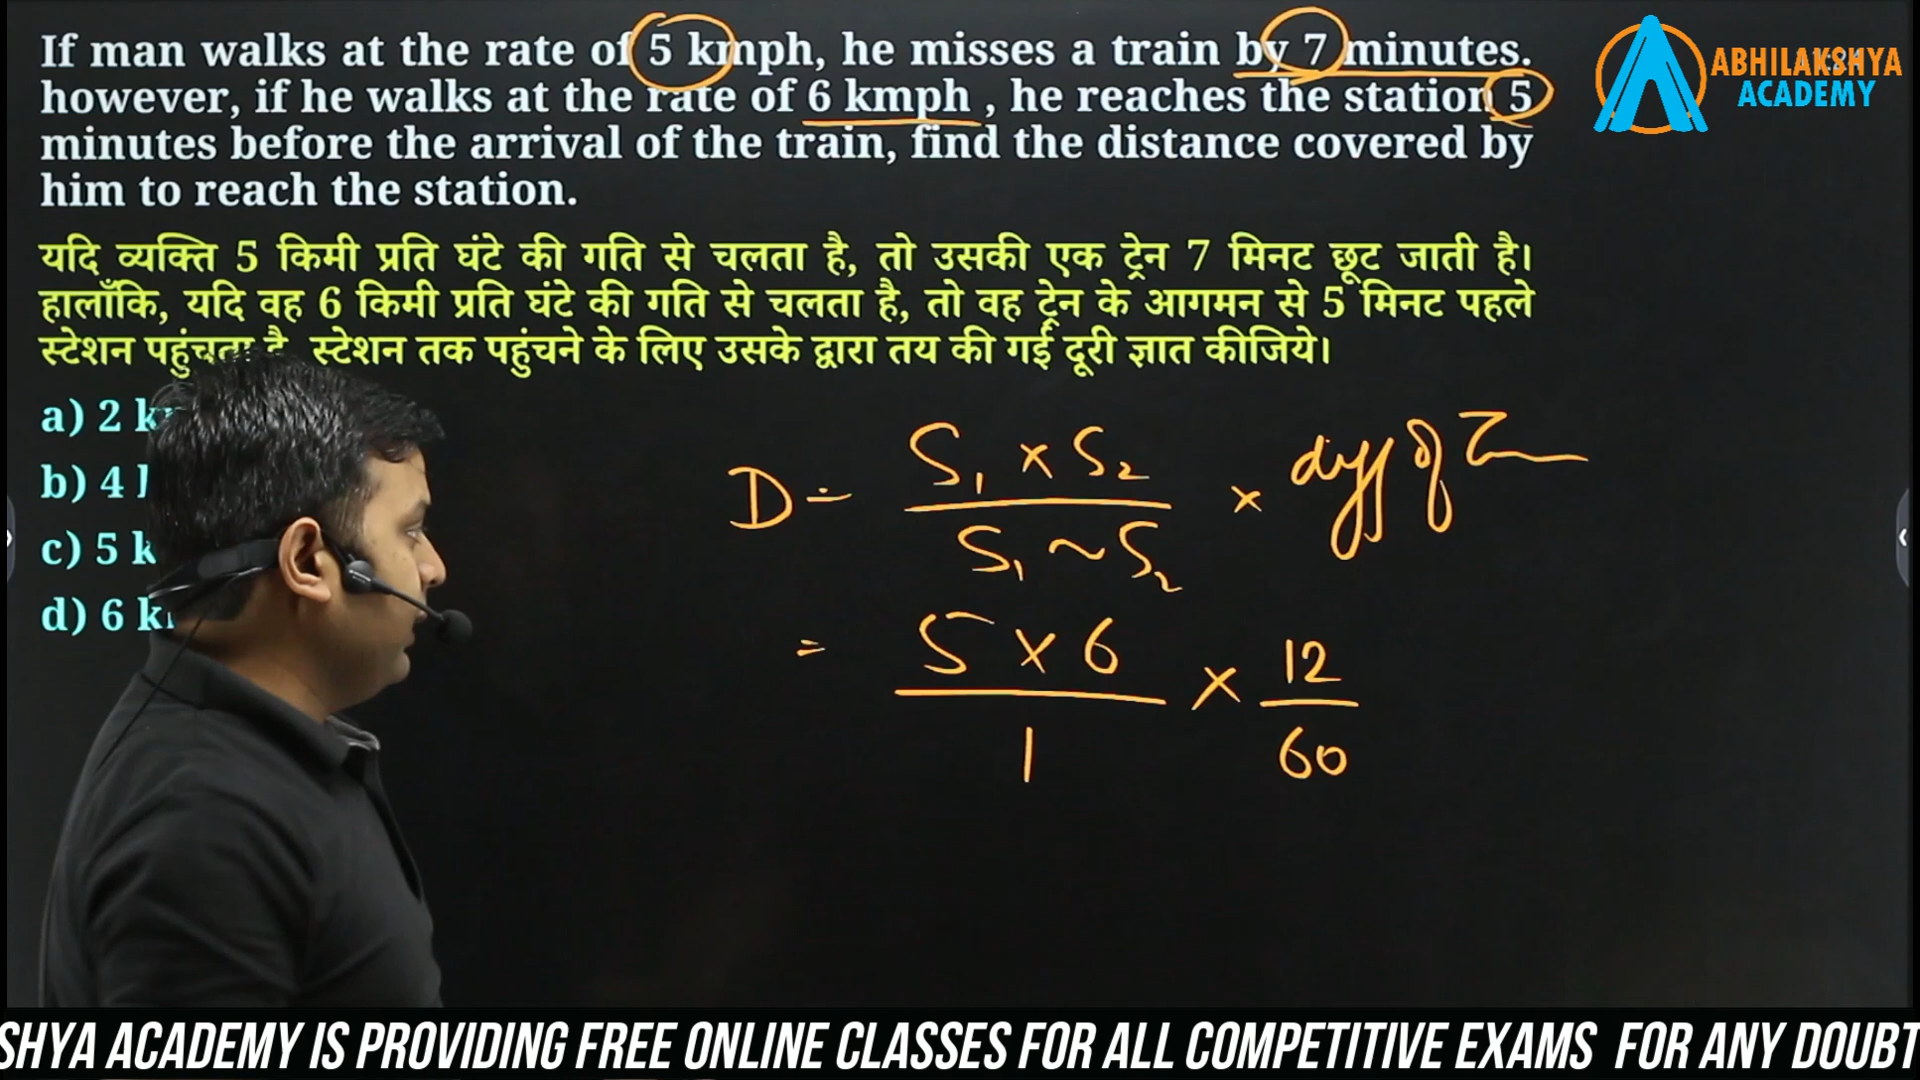 If man walks at the rate of 5 kmph, he misses a train by 7 minutes.
however, if he walks at the rate of 6 kmph , he reaches the station 5
minutes before the arrival of the train, find the distance covered by
him to reach the station.
यदि व्यक्ति 5 किमी प्रति घंटे की गति से चलता है, तो उसकी एक ट्रेन 7 मिनट छूट जाती है।
हालाँकि, यदि वह 6 किमी प्रति घंटे की गति से चलता है, तो वह ट्रेन के आगमन से 5 मिनट पहले
स्टेशन पहुंचता है, स्टेशन तक पहुंचने के लिए उसके द्वारा तय की गई दूरी ज्ञात कीजिये।
a) 2
b) 4
c) 5 k
d) 6 k
D = S₁ × S₂ / S₁ ~ S₂ × diff of
= 5 × 6 / 1 × 12 / 60
ABHILAKSHYA
ACADEMY
SHYA ACADEMY IS PROVIDING FREE ONLINE CLASSES FOR ALL COMPETITIVE EXAMS FOR ANY DOUBT